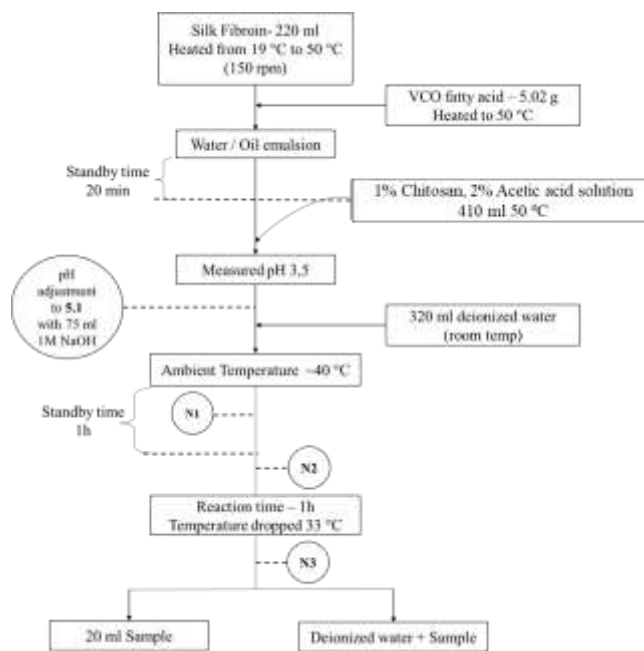 Silk Fibroin- 220 ml
Heated from 19 °C to 50 °C
(150 rpm)
VCO fatty acid – 5.02 g
Heated to 50 °C
Water / Oil emulsion
Standby time
20 min
1% Chitosan, 2% Acetic acid solution
410 ml 50 °C
Measured pH 3,5
pH
adjustment
to 5.1
with 75 ml
1M NaOH
320 ml deionized water
(room temp)
Ambient Temperature ~40 °C
N1
Standby time
1h
N2
Reaction time – 1h
Temperature dropped 33 °C
N3
20 ml Sample
Deionized water + Sample